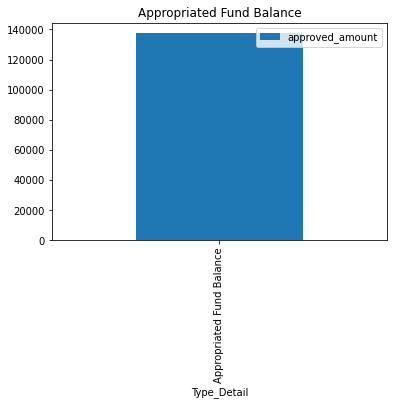 Appropriated Fund Balance
approved_amount
140000
120000
100000
80000
60000
40000
20000
0
Appropriated Fund Balance
Type_Detail